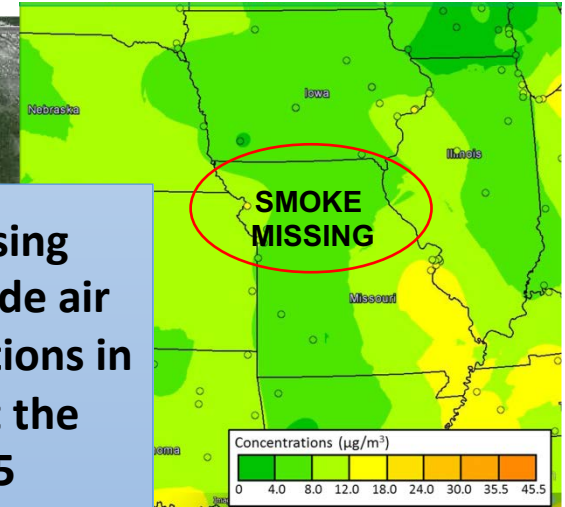 Nebraska
Iowa
Illinois
SMOKE
MISSING
Missouri
sing
de air
tions in
t the
5
oma
Concentrations (µg/m³)
0 4.0 8.0 12.0 18.0 24.0 30.0 35.5 45.5